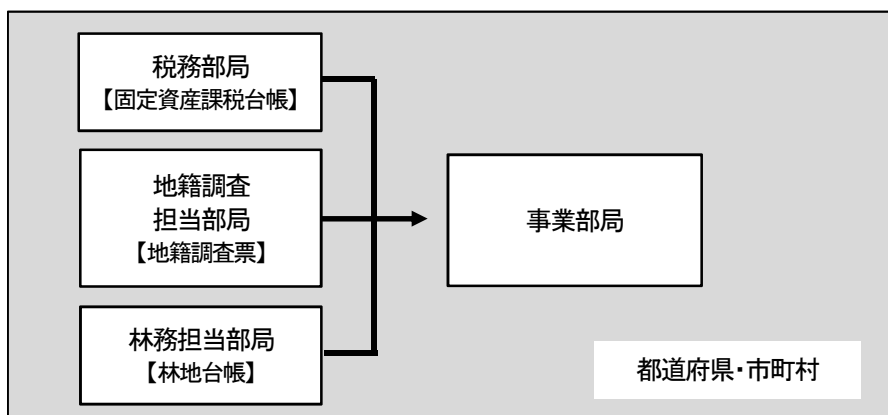 税務部局
【固定資産課税台帳】
地籍調査
担当部局
【地籍調査票】
林務担当部局
【林地台帳】
事業部局
都道府県・市町村